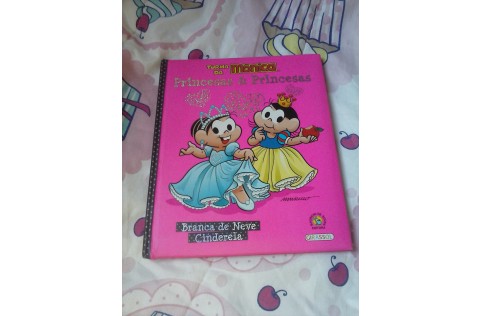 Turma da Mônica
Princesas & Princesas
Branca de Neve
Cinderela